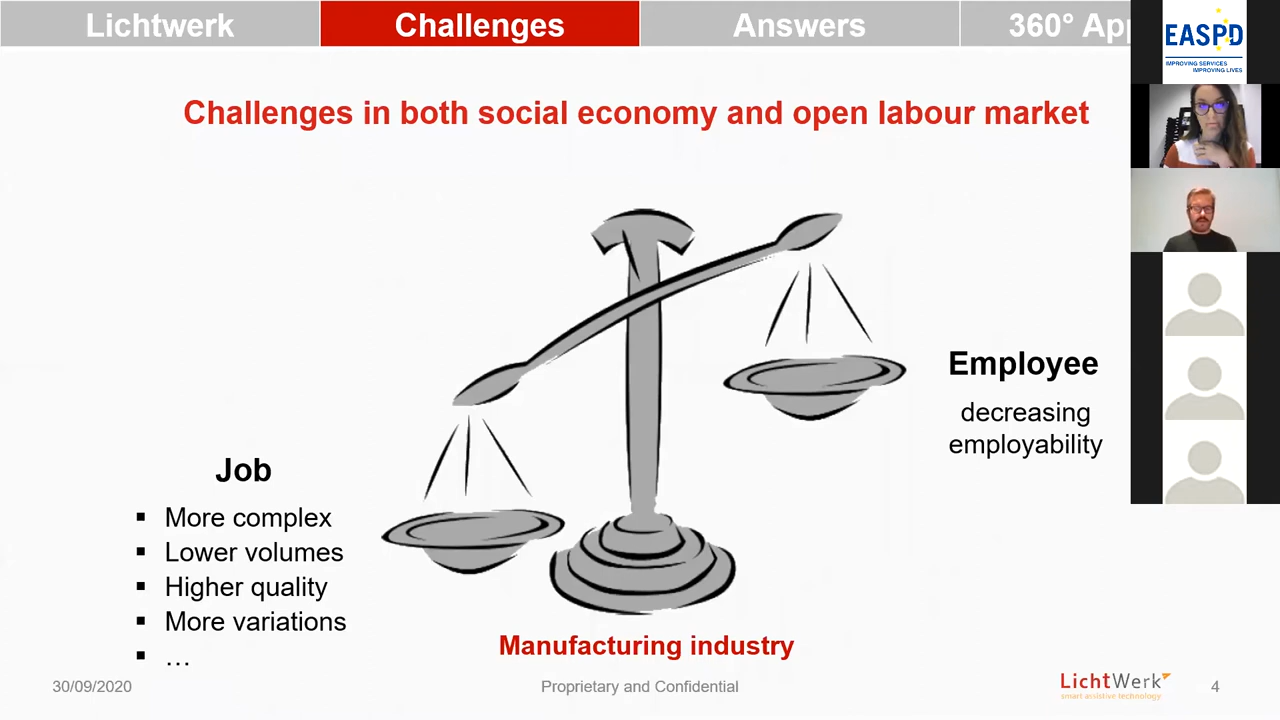 Lichtwerk
Challenges
Answers
360° App
EASPD
IMPROVING SERVICES
IMPROVING LIVES
Challenges in both social economy and open labour market
Employee
decreasing
employability
Job
▪ More complex
▪ Lower volumes
▪ Higher quality
▪ More variations
▪ …
Manufacturing industry
30/09/2020
Proprietary and Confidential
LichtWerk
smart assistive technology
4